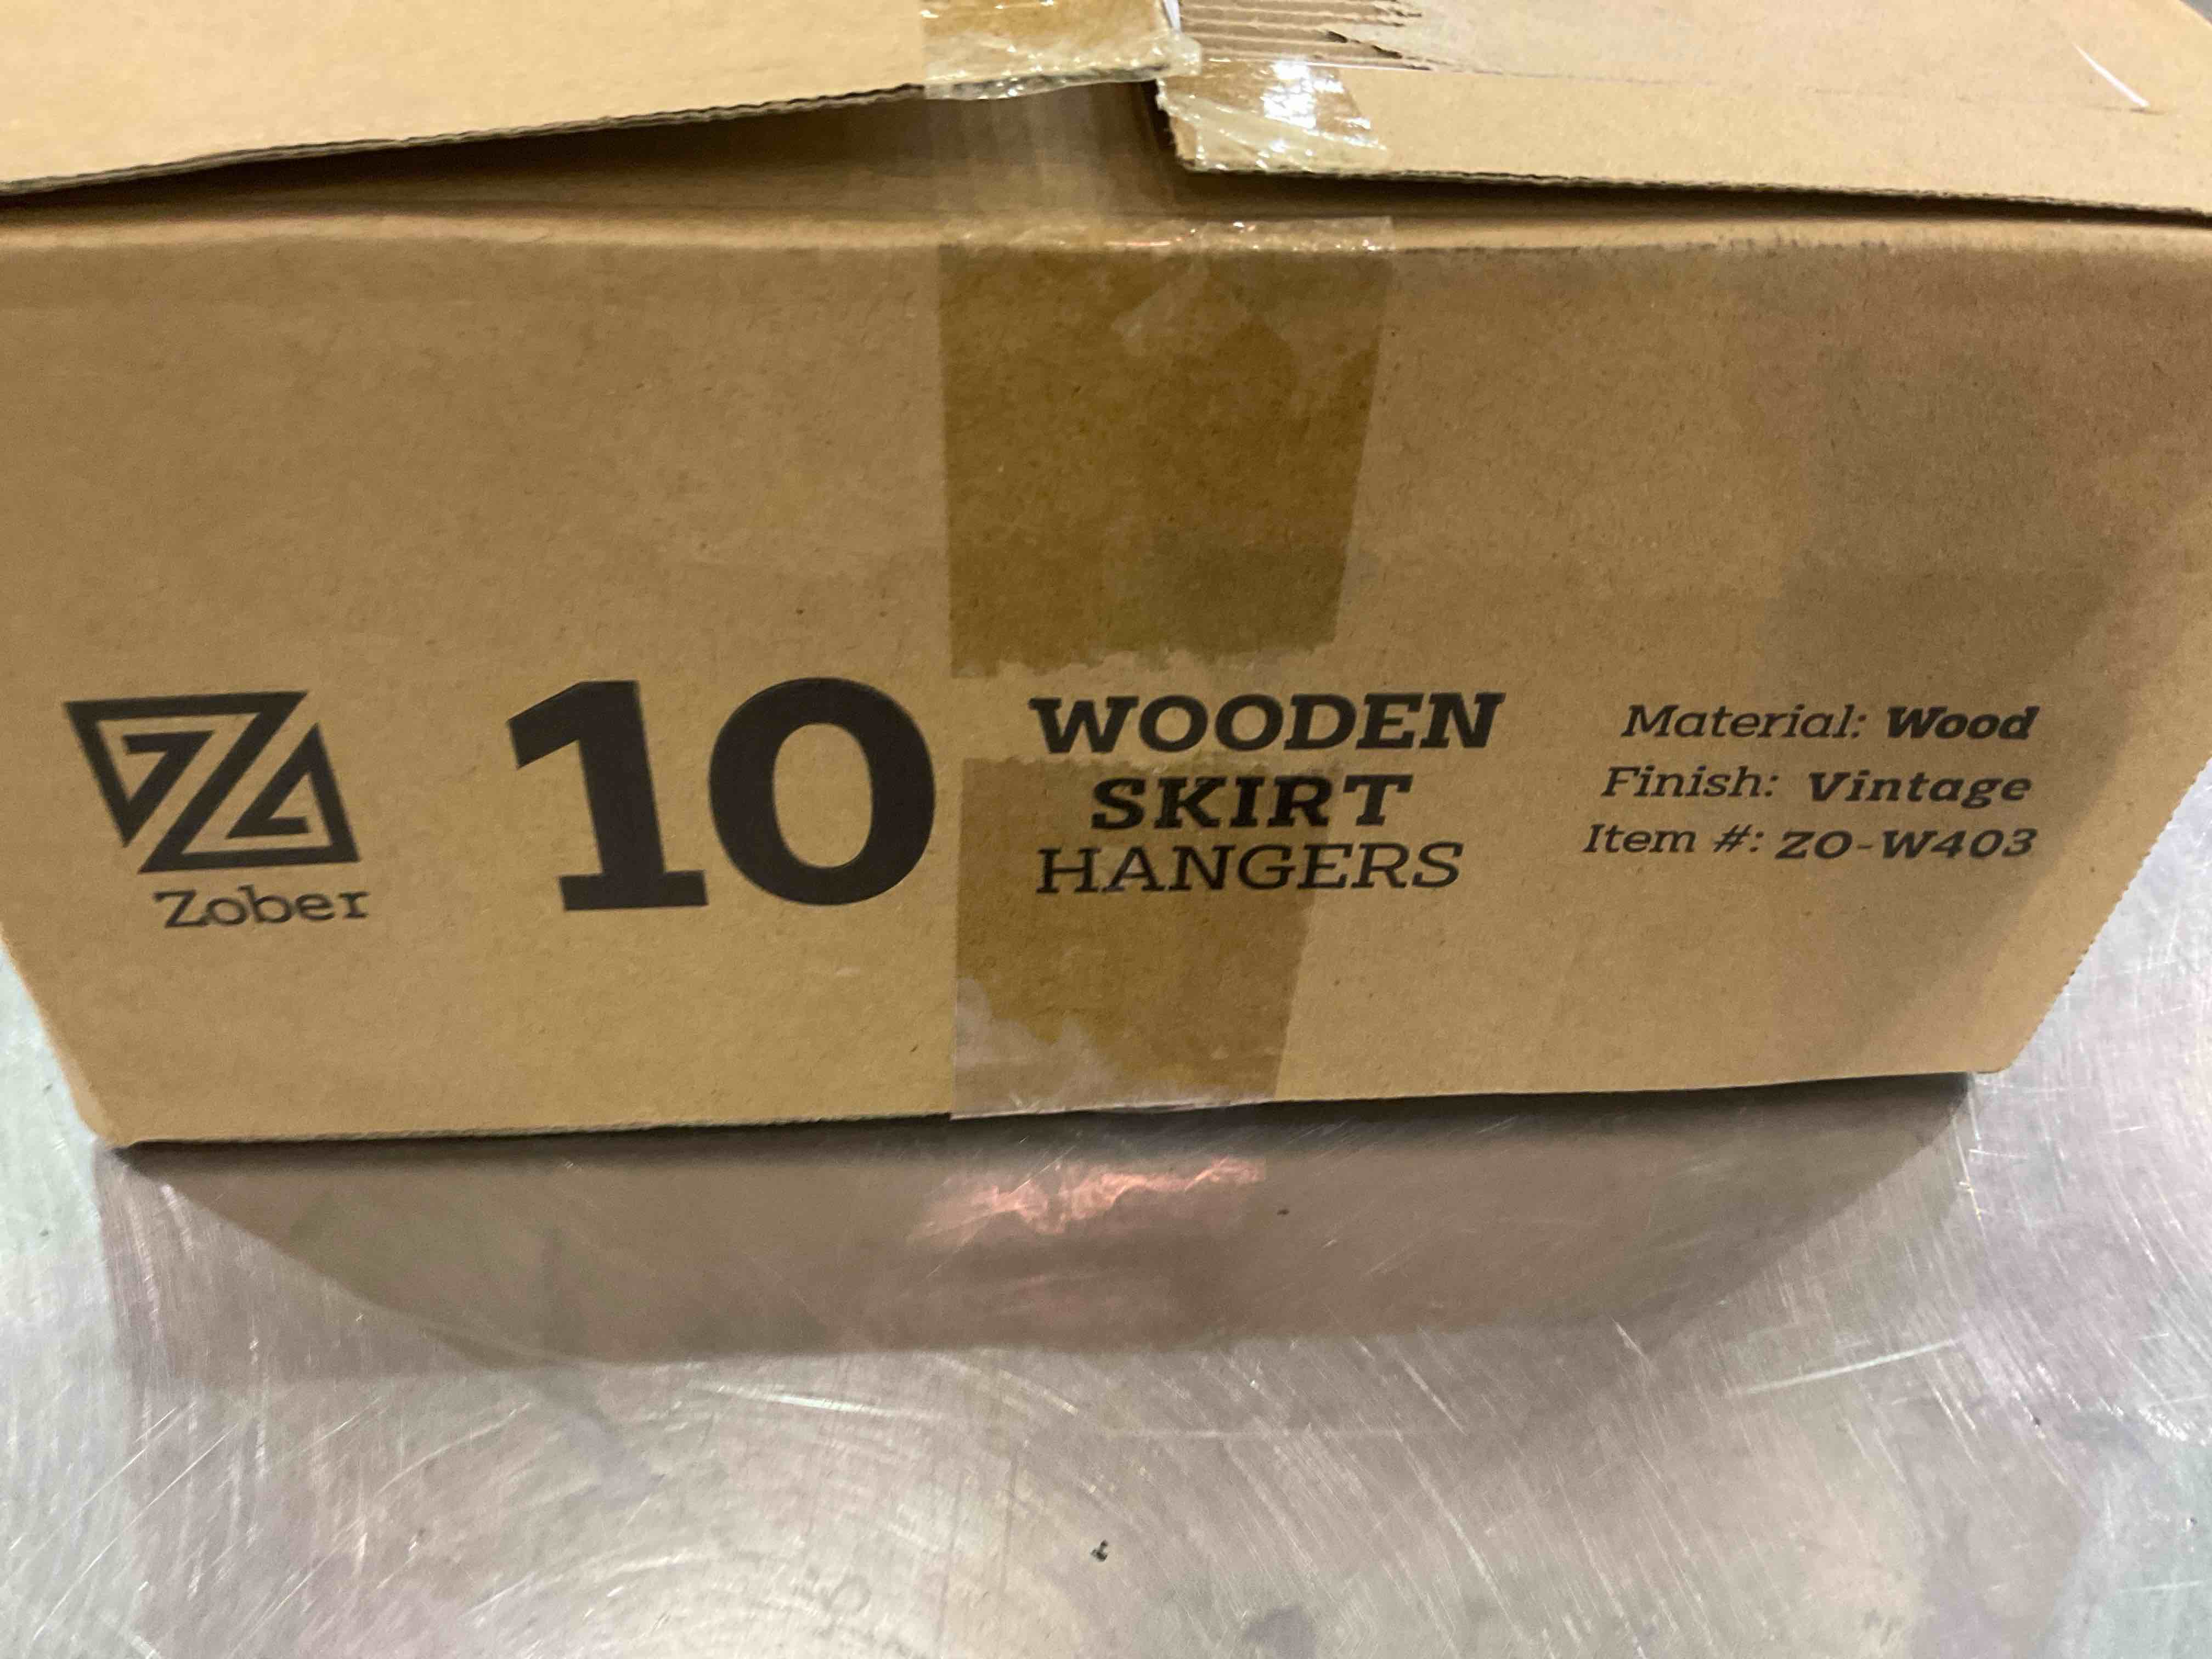 Zober
10
WOODEN
SKIRT
HANGERS
Material: Wood
Finish: Vintage
Item #: ZO-W403